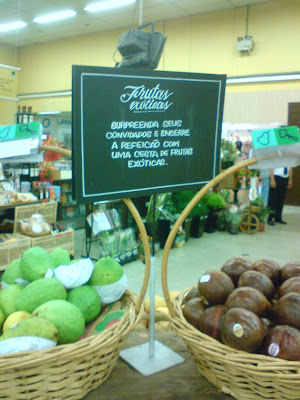 Frutas
exóticas
SURPREENDA SEUS
CONVIDADOS E ENCERRE
A REFEIÇÃO COM
UMA CESTA DE FRUTAS
EXÓTICAS.